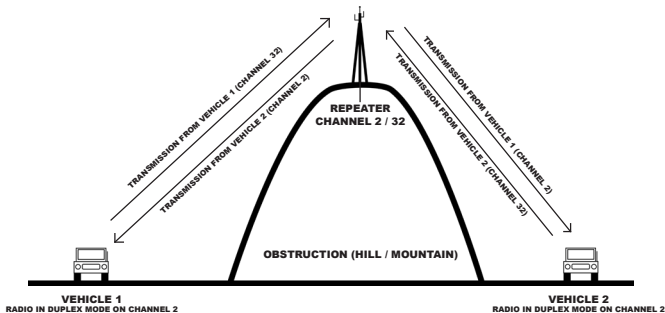 TRANSMISSION FROM VEHICLE 1 (CHANNEL 32)
TRANSMISSION FROM VEHICLE 2 (CHANNEL 2)
REPEATER
CHANNEL 2 / 32
TRANSMISSION FROM VEHICLE 1 (CHANNEL 2)
TRANSMISSION FROM VEHICLE 2 (CHANNEL 32)
OBSTRUCTION (HILL / MOUNTAIN)
VEHICLE 1
RADIO IN DUPLEX MODE ON CHANNEL 2
VEHICLE 2
RADIO IN DUPLEX MODE ON CHANNEL 2